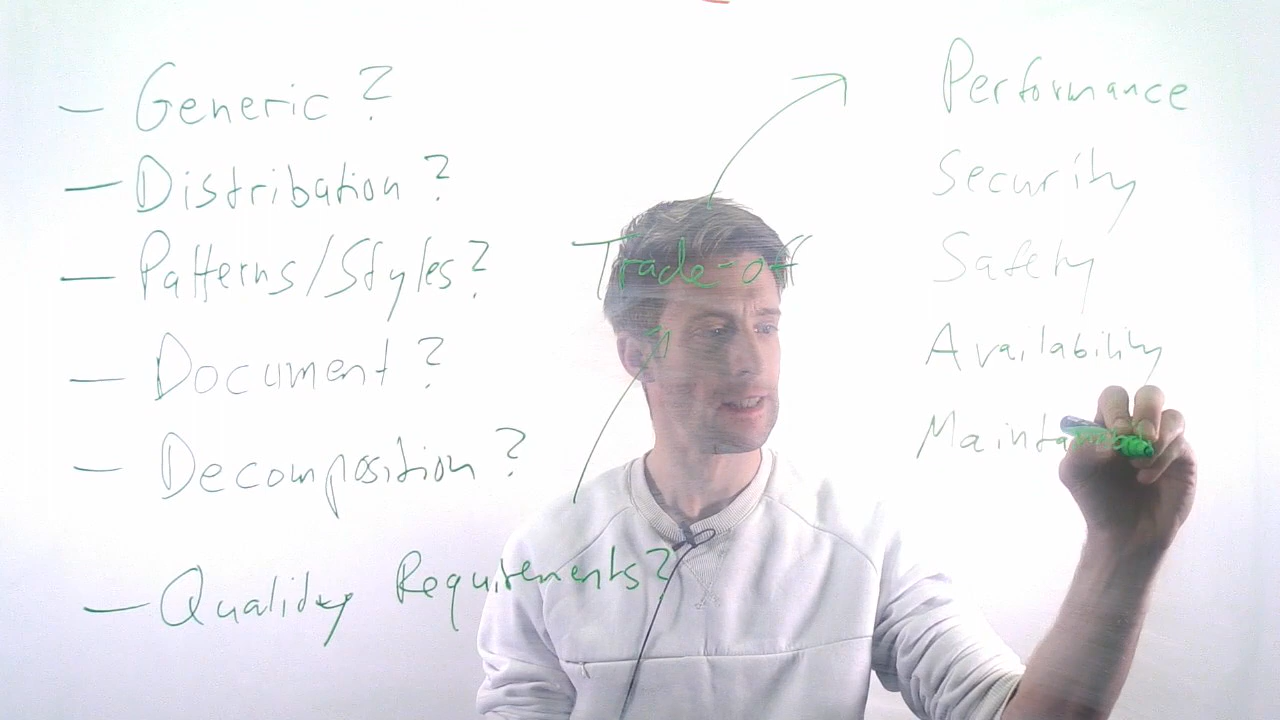 — Generic ?
— Distribation ?
— Patterns/Styles ?
— Document ?
— Decomposition ?
— Quality Requirements ?
Trade-off
Performance
Security
Safety
Availability